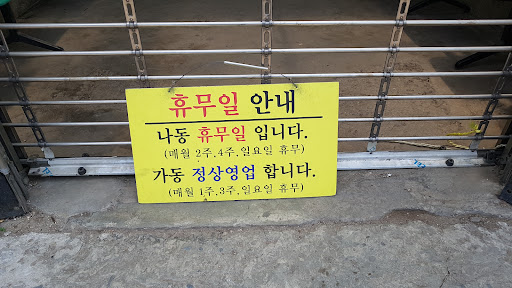 휴무일 안내
나동 휴무일 입니다.
(매월 2주,4주,일요일 휴무)
가동 정상영업 합니다.
(매월 1주,3주,일요일 휴무)